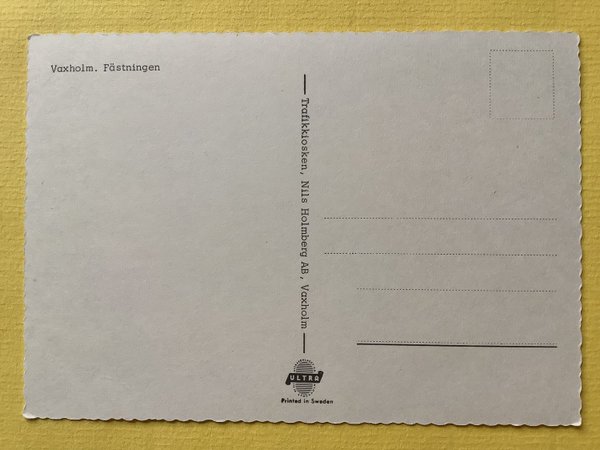 Vaxholm. Fästningen
Trafikkiosken, Nils Holmberg AB, Vaxholm
ULTRA
Printed in Sweden